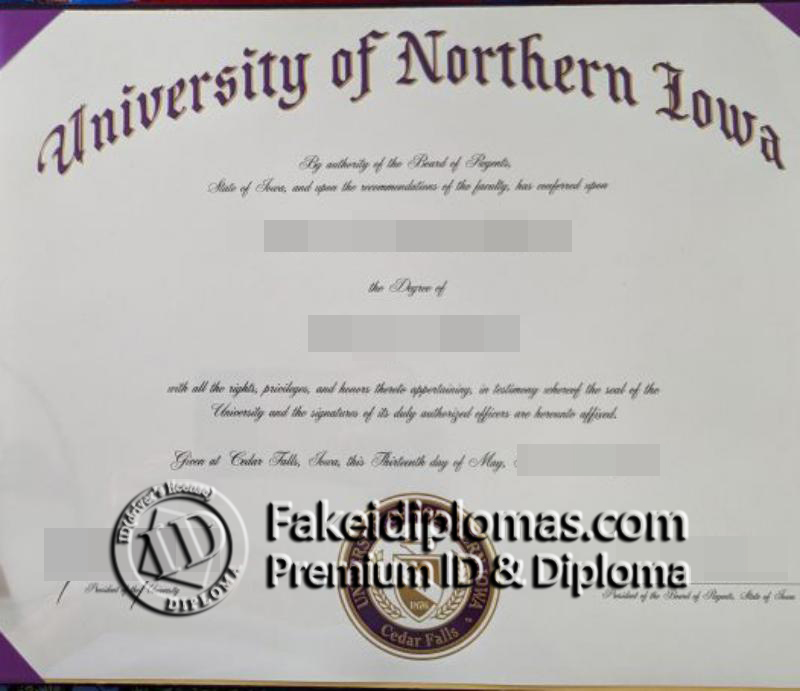 University of Northern Iowa
By authority of the Board of Regents,
State of Iowa, and upon the recommendations of the faculty, has conferred upon
the Degree of
with all the rights, privileges, and honors thereto appertaining, in testimony whereof the seal of the
University and the signatures of its duly authorized officers are hereunto affixed.
Given at Cedar Falls, Iowa, this Thirteenth day of May,
ID
DIPLOMA
Fakeidiplomas.com
Premium ID & Diploma
1876
Cedar Falls
President of the University
President of the Board of Regents, State of Iowa